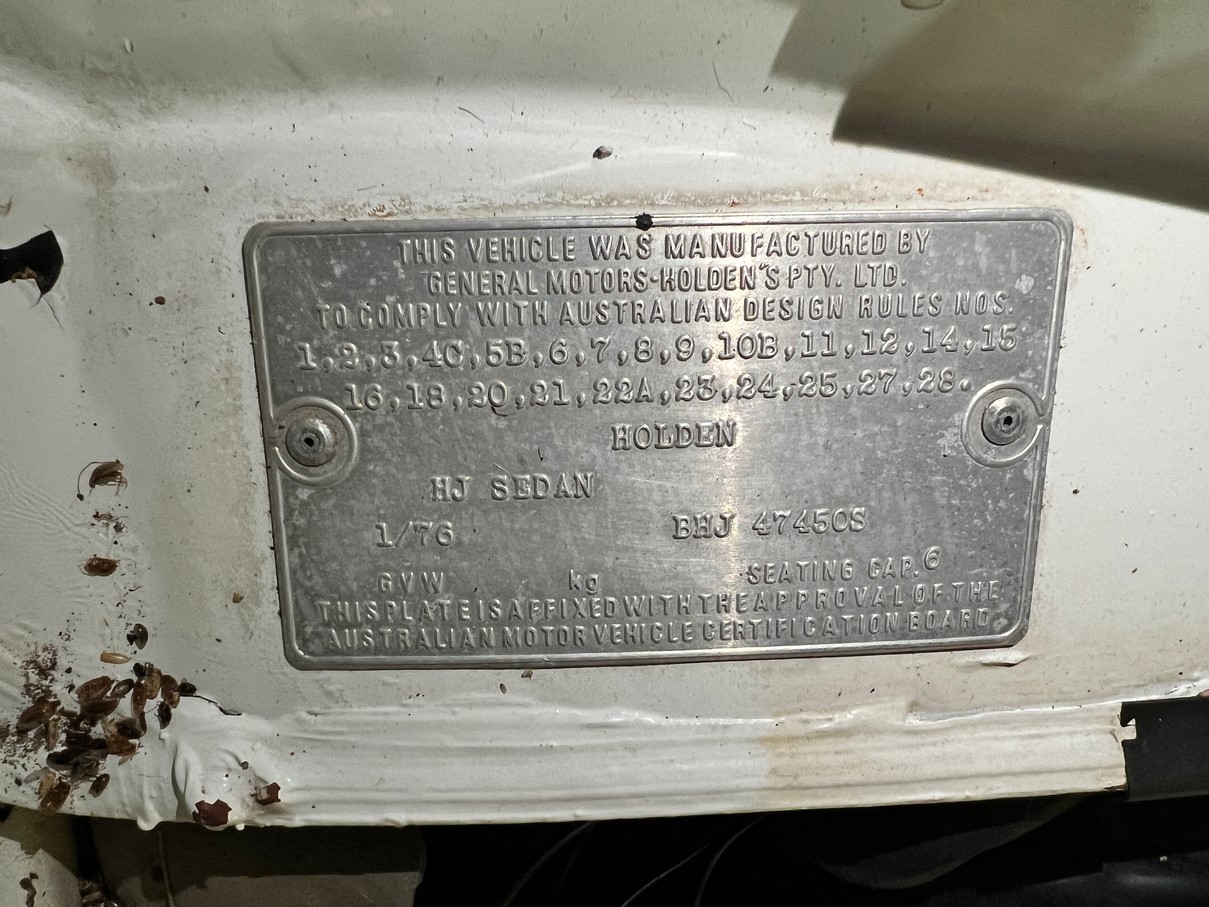 THIS VEHICLE WAS MANUFACTURED BY
GENERAL MOTORS-HOLDEN'S PTY. LTD.
TO COMPLY WITH AUSTRALIAN DESIGN RULES NOS.
1,2,3,4C,5B,6,7,8,9,10B,11,12,14,15
16,18,20,21,22A,23,24,25,27,28.
HOLDEN
HJ SEDAN
1/76 BHJ 47450S
GVW kg SEATING CAP. 6
THIS PLATE IS AFFIXED WITH THE APPROVAL OF THE
AUSTRALIAN MOTOR VEHICLE CERTIFICATION BOARD